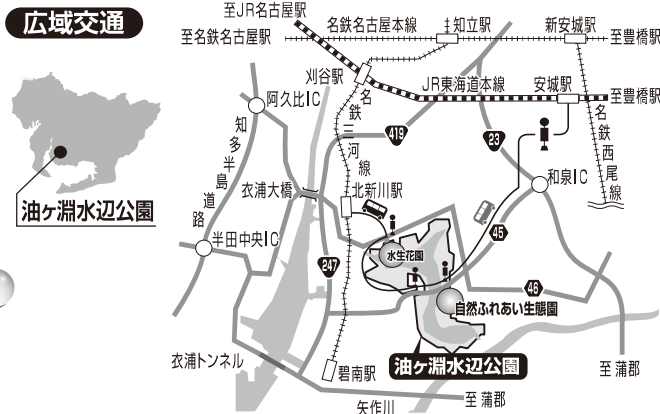 広域交通
至JR名古屋駅
至名鉄名古屋駅
名鉄名古屋本線
知立駅
新安城駅
至豊橋駅
刈谷駅
JR東海道本線
安城駅
至豊橋駅
阿久比IC
知多半島道路
名鉄三河線
419
23
名鉄西尾線
油ヶ淵水辺公園
衣浦大橋
北新川駅
和泉IC
半田中央IC
247
水生花園
45
46
自然ふれあい生態園
衣浦トンネル
碧南駅
油ヶ淵水辺公園
至 蒲郡
矢作川
至 蒲郡